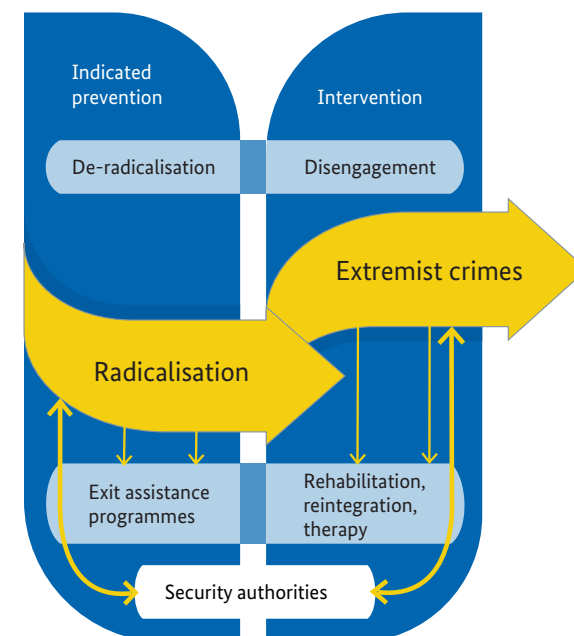 Indicated
prevention
Intervention
De-radicalisation
Disengagement
Extremist crimes
Radicalisation
Exit assistance
programmes
Rehabilitation,
reintegration,
therapy
Security authorities